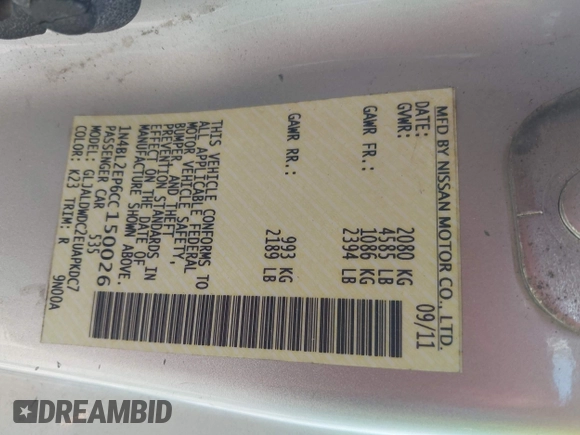 MFD BY NISSAN MOTOR CO., LTD.
DATE: 09/11
GVWR: 2080 KG
4585 LB
GAWR FR: 1086 KG
2394 LB
GAWR RR: 993 KG
2189 LB
THIS VEHICLE CONFORMS TO
ALL APPLICABLE FEDERAL
MOTOR VEHICLE SAFETY,
BUMPER, AND THEFT
PREVENTION STANDARDS IN
EFFECT ON THE DATE OF
MANUFACTURE SHOWN ABOVE.
1N4BL2EP6CC150026
PASSENGER CAR 535
MODEL: GLJALDWDC2EUAPKDC7
COLOR: K23 TRIM: R 9N00A
DREAMBID